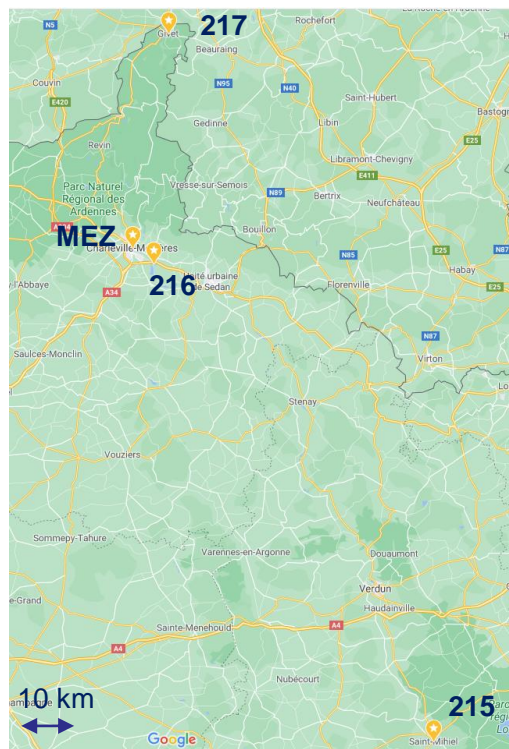 N5
Givet
217
Rochefort
Beauraing
Couvin
E420
N95
N40
Saint-Hubert
Bastogn
Gedinne
Libin
E25
Revin
Libramont-Chevigny
E411
Parc Naturel
Régional des
Ardennes
Vresse-sur-Semois
N89
Bertrix
Neufchâteau
MEZ
Bouillon
Charleville-Mézières
N85
E25
N87
216
Habay
y-l'Abbaye
A34
de Sedan
Florenville
E25
N87
Saulces-Monclin
Virton
Stenay
Vouziers
Sommepy-Tahure
Varennes-en-Argonne
Douaumont
Verdun
e-Grand
Haudainville
Sainte-Menehould
A4
A4
Nubécourt
10 km
215
ampagne
Google
Saint-Mihiel